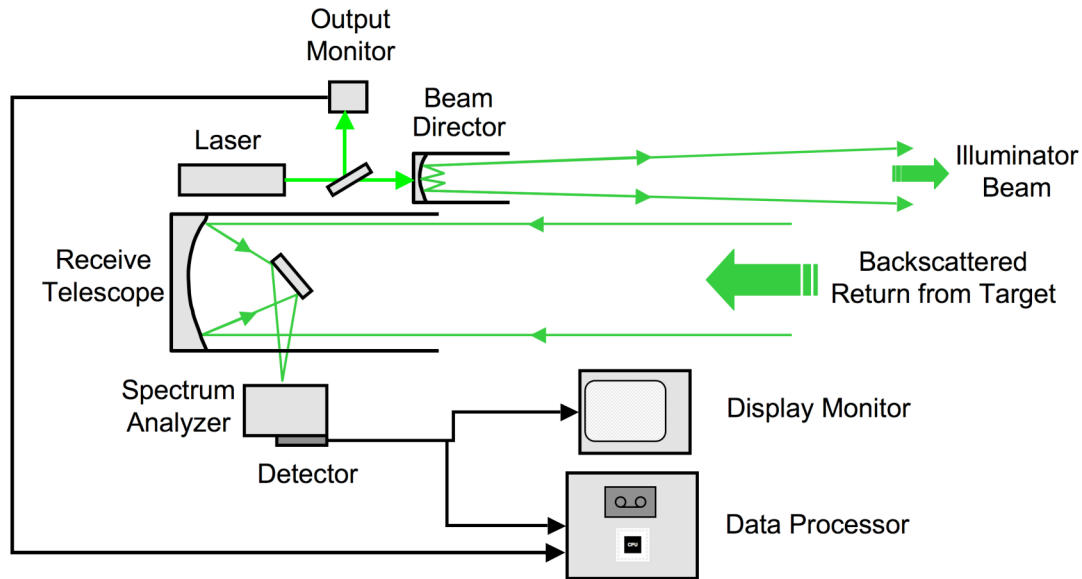 Output
Monitor
Beam
Director
Laser
Illuminator
Beam
Receive
Telescope
Backscattered
Return from Target
Spectrum
Analyzer
Display Monitor
Detector
Data Processor
CPU